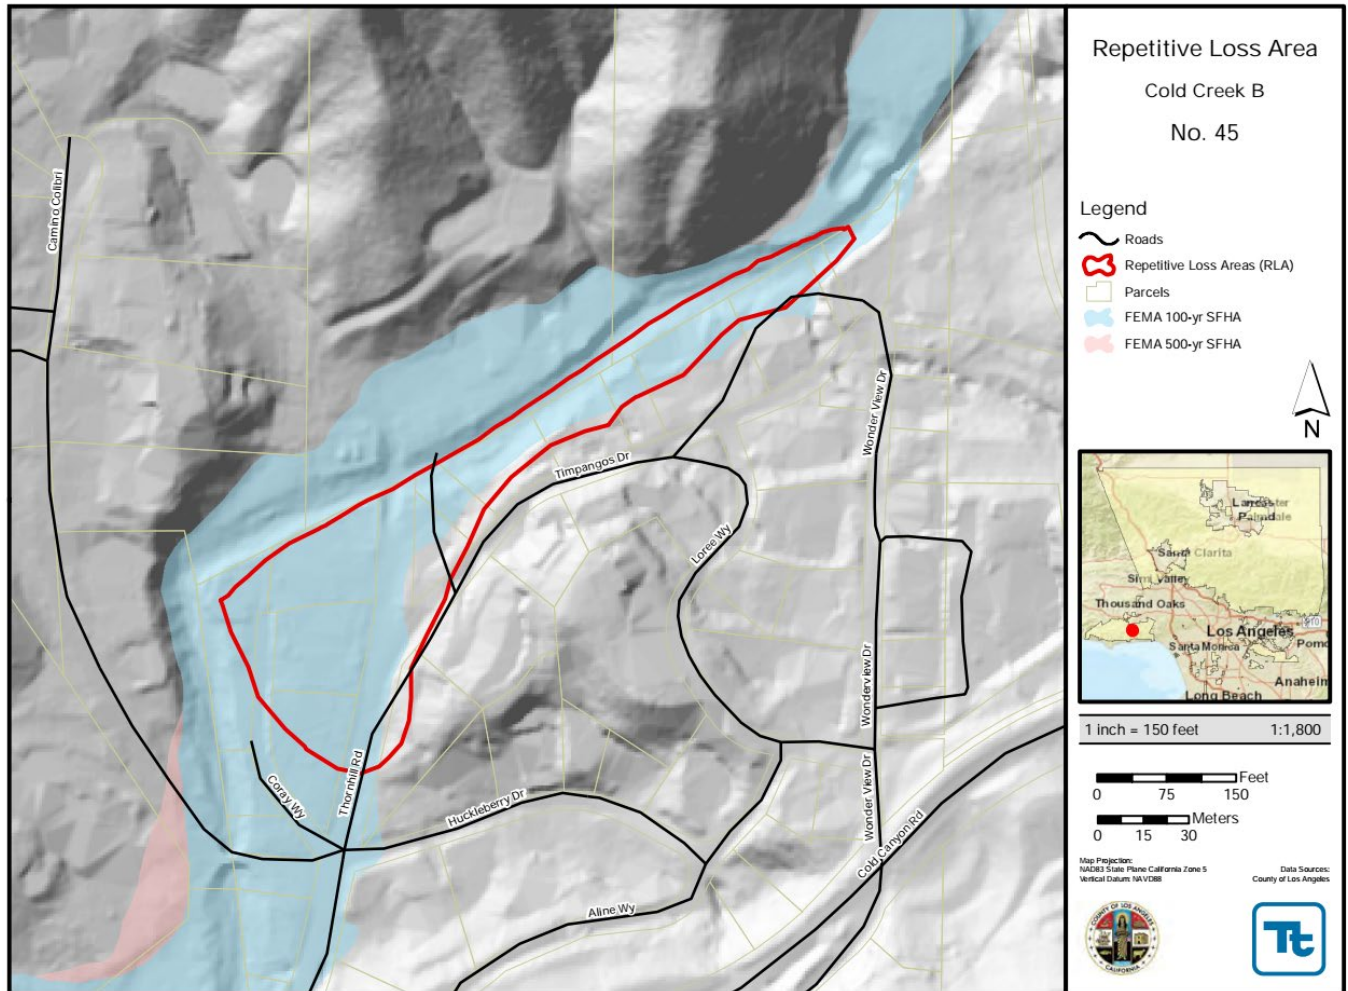 Repetitive Loss Area
Cold Creek B
No. 45
Legend
Roads
Repetitive Loss Areas (RLA)
Parcels
FEMA 100-yr SFHA
FEMA 500-yr SFHA
N
Lancaster
Palmdale
Santa Clarita
Simi Valley
Thousand Oaks
Los Angeles
Santa Monica
Pomo
Anaheim
Long Beach
1 inch = 150 feet 1:1,800
Feet
0 75 150
Meters
0 15 30
Map Projection:
NAD83 State Plane California Zone 5
Vertical Datum: NAVD88
Data Sources:
County of Los Angeles
COUNTY OF LOS ANGELES
CALIFORNIA
Tt
Camino Colibri
Timpangos Dr
Wonder View Dr
Loree Wy
Wonderview Dr
Thornhill Rd
Coray Wy
Huckleberry Dr
Wonder View Dr
Cold Canyon Rd
Aline Wy